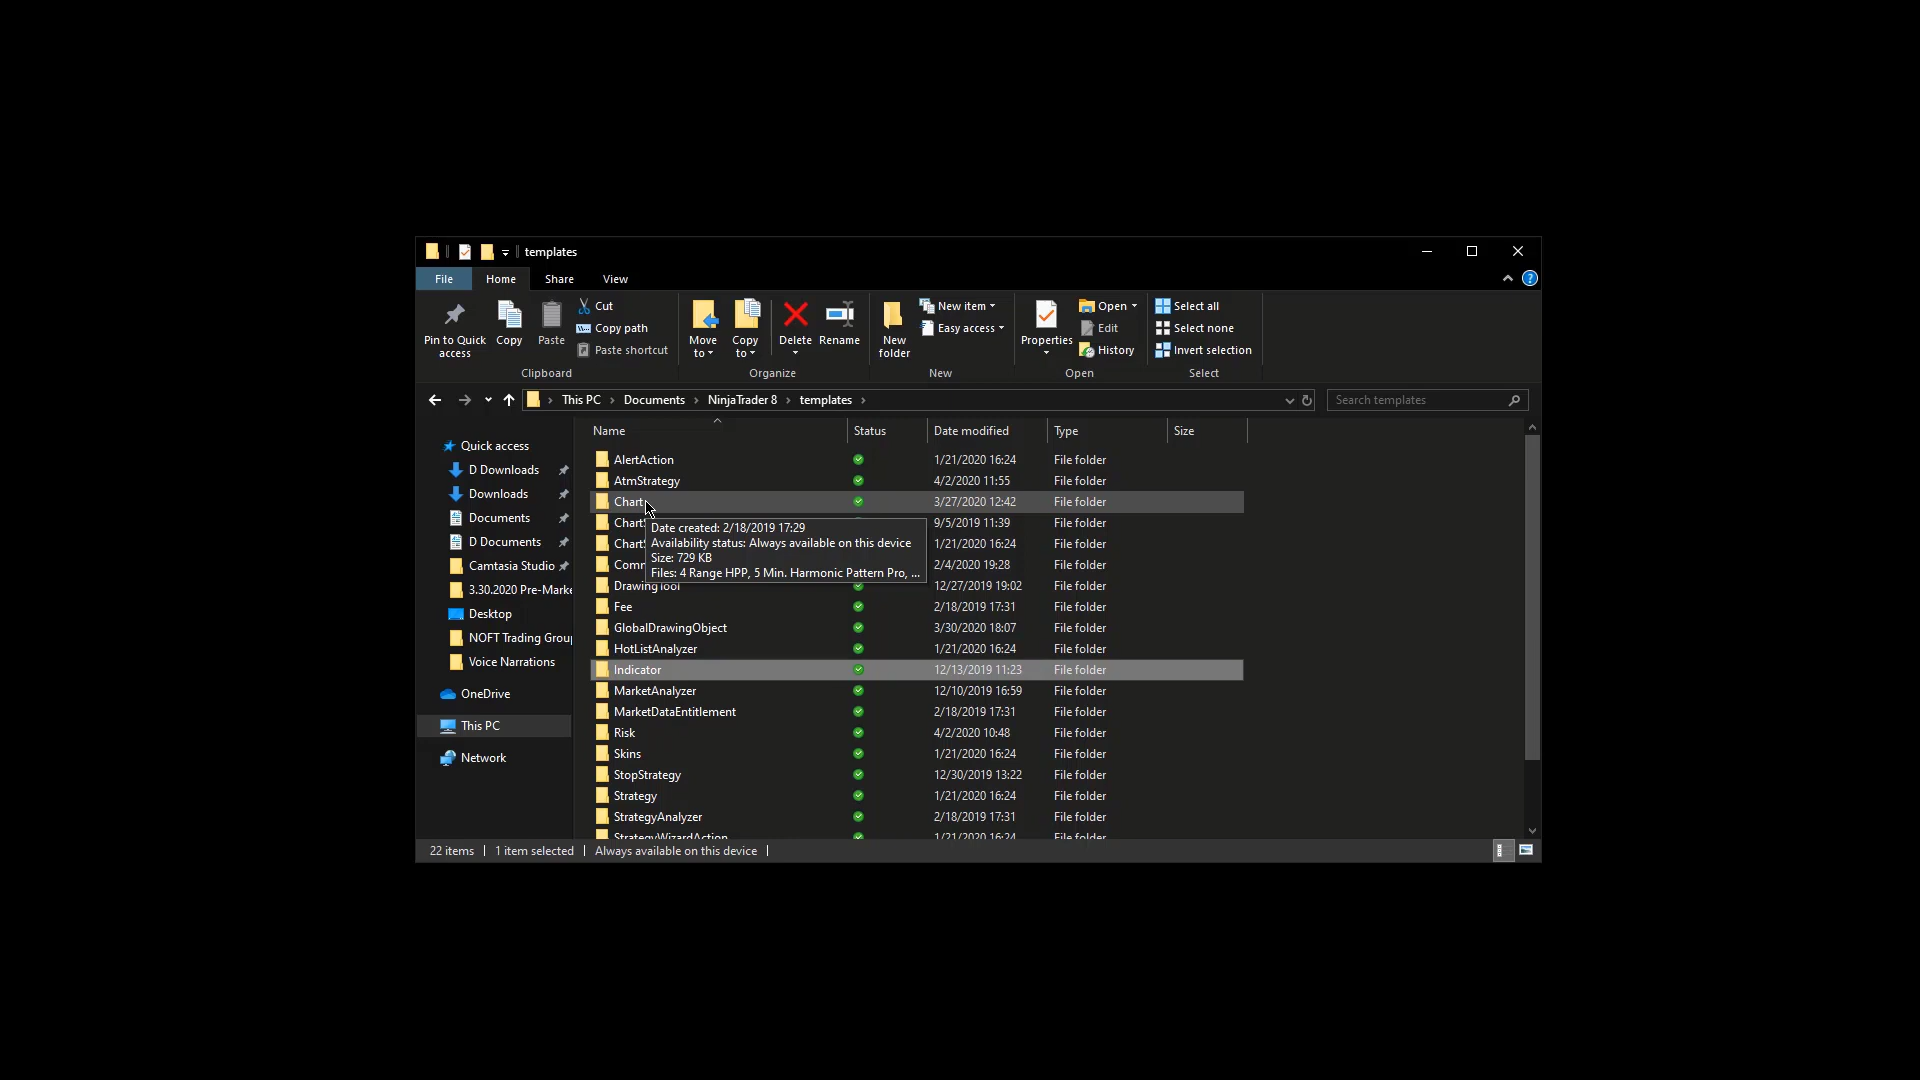 templates
File Home Share View
Pin to Quick access
Copy
Paste
Cut
Copy path
Paste shortcut
Clipboard
Move to
Copy to
Delete
Rename
Organize
New folder
New item
Easy access
New
Properties
Open
Edit
History
Open
Select all
Select none
Invert selection
Select
This PC > Documents > NinjaTrader 8 > templates >
Search templates
Quick access
D Downloads
Downloads
Documents
D Documents
Camtasia Studio
3.30.2020 Pre-Marke
Desktop
NOFT Trading Group
Voice Narrations
OneDrive
This PC
Network
Name Status Date modified Type Size
AlertAction 1/21/2020 16:24 File folder
AtmStrategy 4/2/2020 11:55 File folder
Chart 3/27/2020 12:42 File folder
Chart 9/5/2019 11:39 File folder
Chart 1/21/2020 16:24 File folder
Com 2/4/2020 19:28 File folder
DrawingTool 12/27/2019 19:02 File folder
Date created: 2/18/2019 17:29
Availability status: Always available on this device
Size: 729 KB
Files: 4 Range HPP, 5 Min. Harmonic Pattern Pro, ...
Fee 2/18/2019 17:31 File folder
GlobalDrawingObject 3/30/2020 18:07 File folder
HotListAnalyzer 1/21/2020 16:24 File folder
Indicator 12/13/2019 11:23 File folder
MarketAnalyzer 12/10/2019 16:59 File folder
MarketDataEntitlement 2/18/2019 17:31 File folder
Risk 4/2/2020 10:48 File folder
Skins 1/21/2020 16:24 File folder
StopStrategy 12/30/2019 13:22 File folder
Strategy 1/21/2020 16:24 File folder
StrategyAnalyzer 2/18/2019 17:31 File folder
StrategyWizardAction 1/21/2020 16:24 File folder
22 items 1 item selected Always available on this device